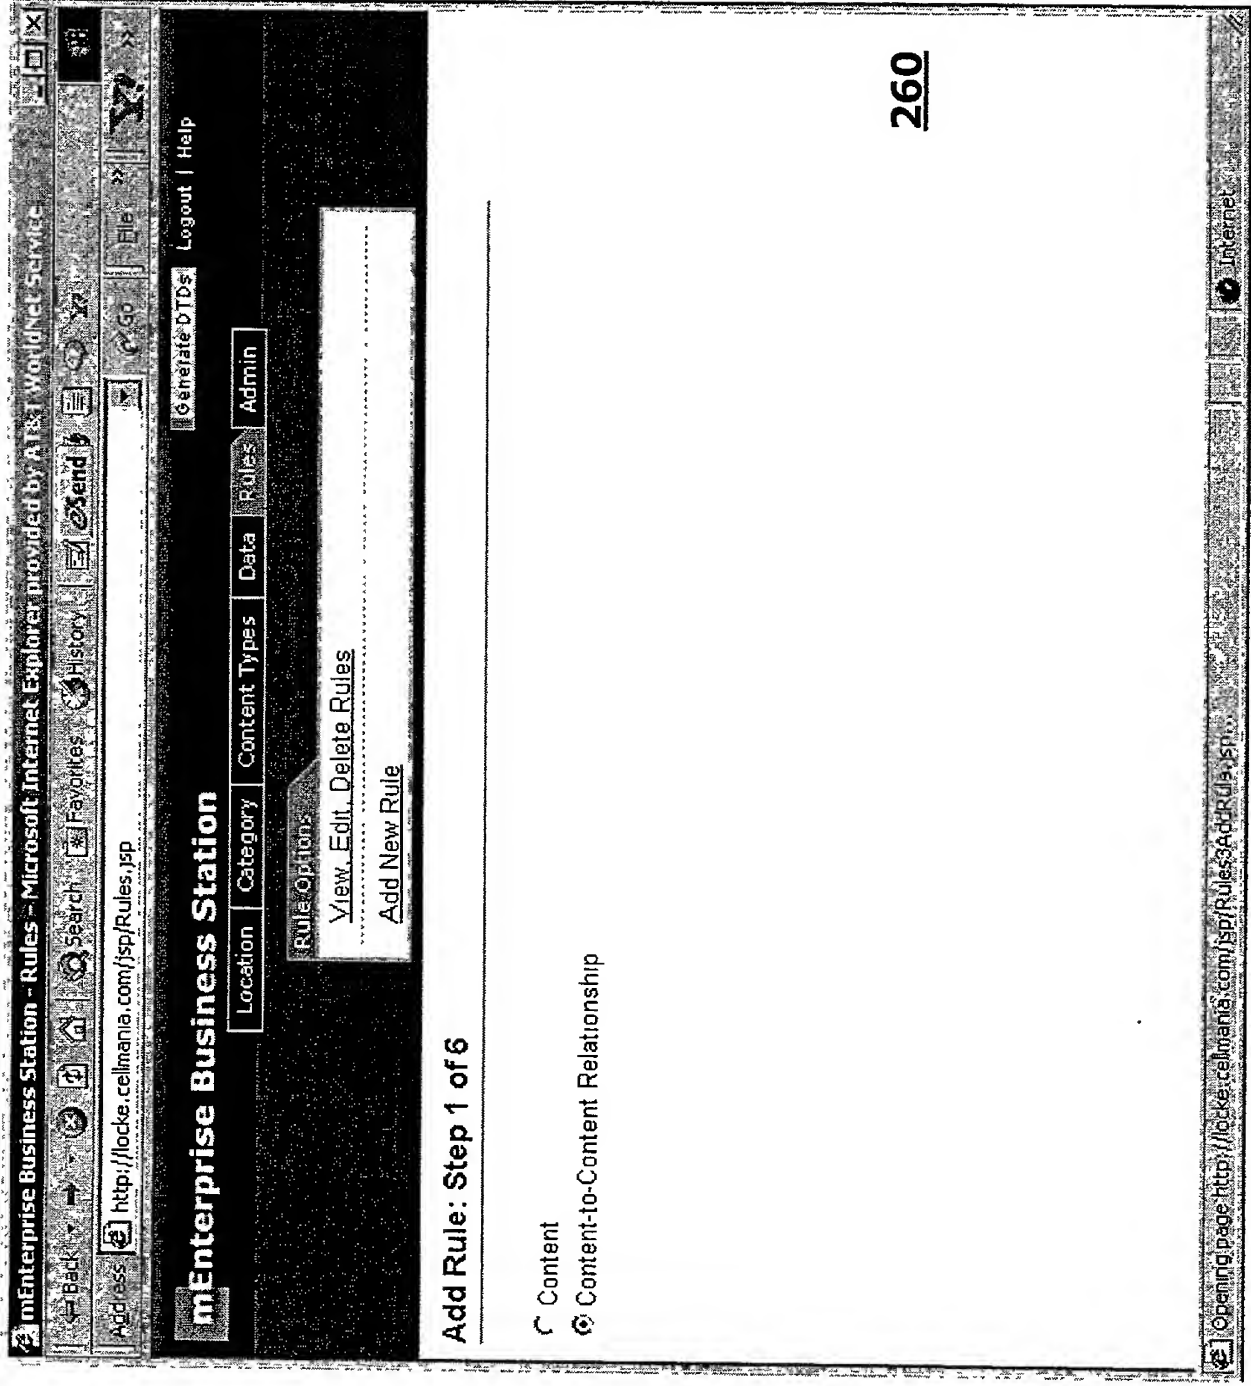 mEnterprise Business Station - Rules - Microsoft Internet Explorer provided by AT&T WorldNet Service
Back Search Favorites History Send
Address http://locke.cellmania.com/jsp/Rules.jsp Go File »
mEnterprise Business Station
Generate DTDs Logout | Help
Location Category Content Types Data Rules Admin
Rule Options
View, Edit, Delete Rules
Add New Rule
Add Rule: Step 1 of 6
Content
Content-to-Content Relationship
260
Opening page http://locke.cellmania.com/jsp/Rules3AddRule.jsp... Internet